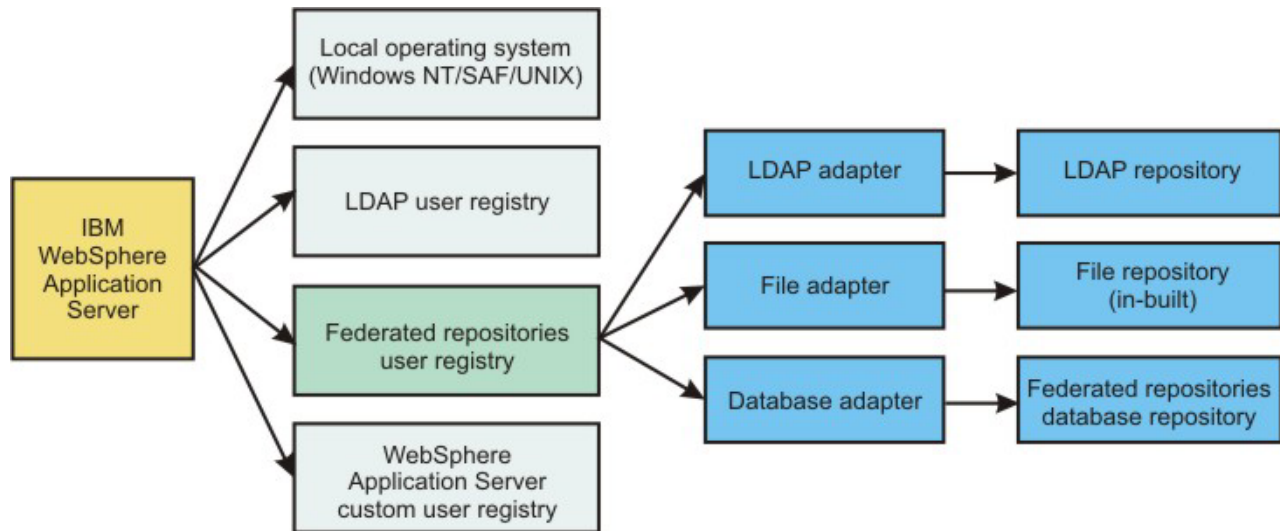 IBM
WebSphere
Application
Server
Local operating system
(Windows NT/SAF/UNIX)
LDAP user registry
Federated repositories
user registry
WebSphere
Application Server
custom user registry
LDAP adapter
File adapter
Database adapter
LDAP repository
File repository
(in-built)
Federated repositories
database repository